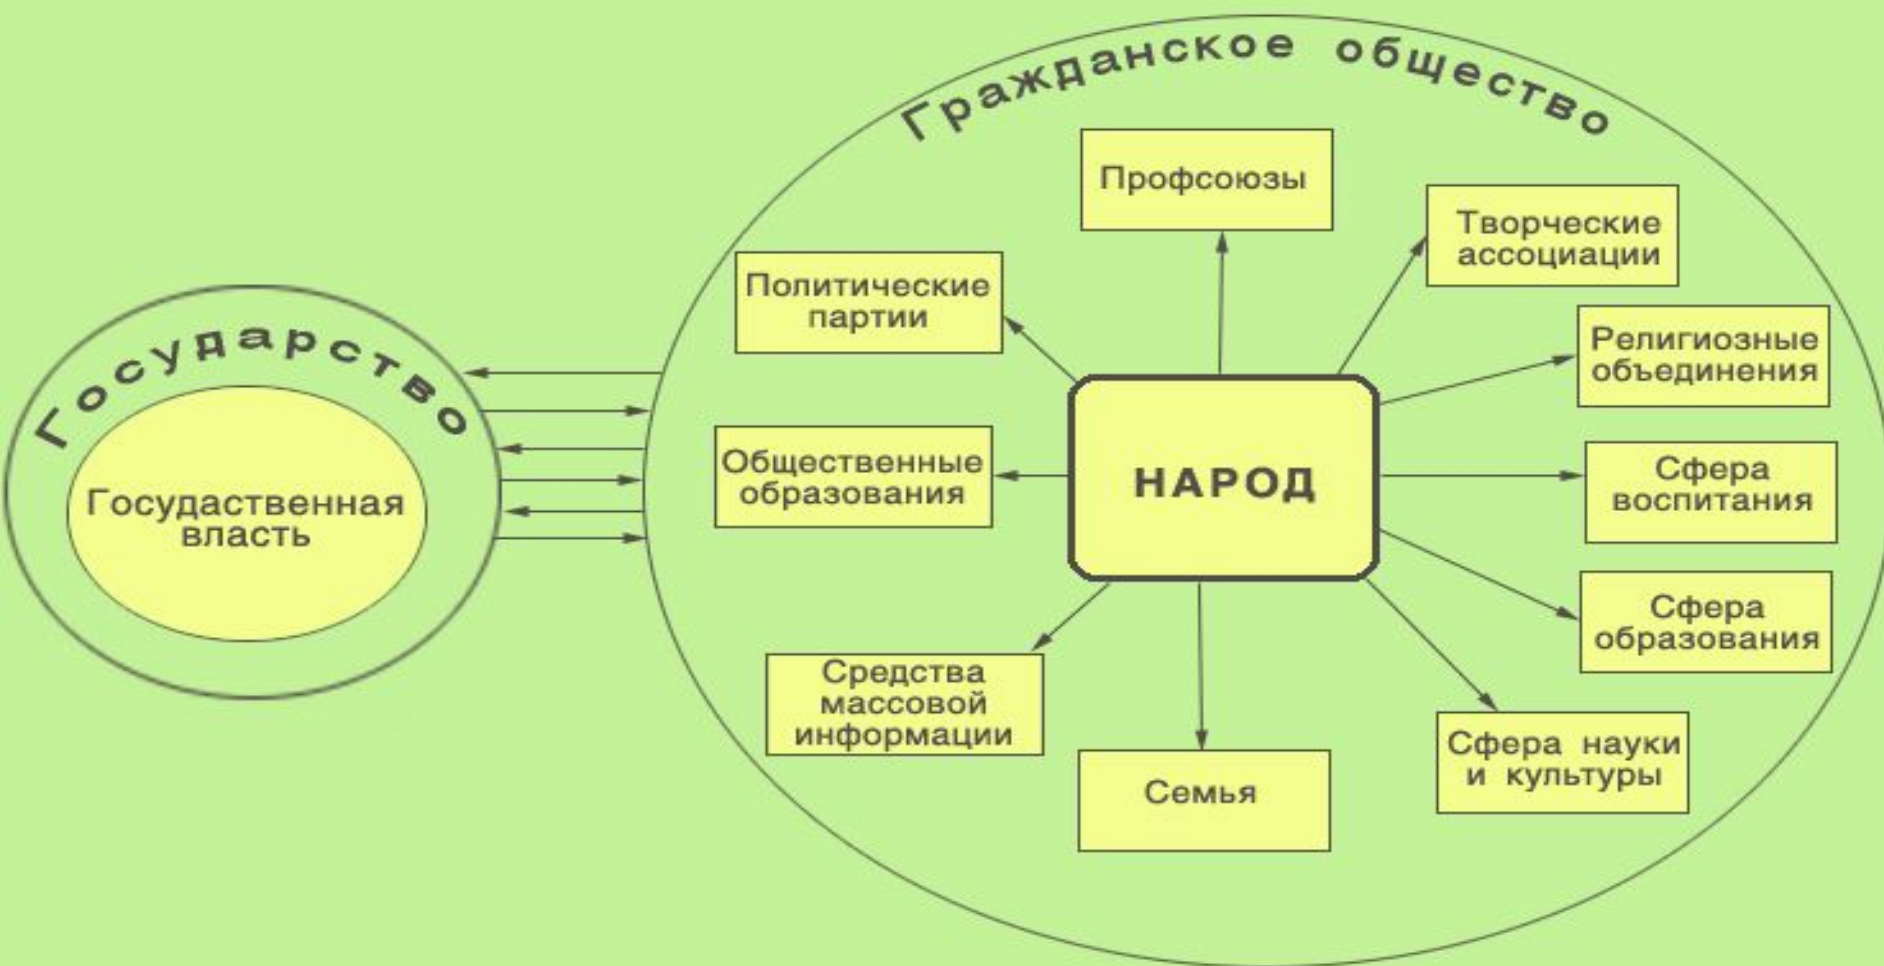 Гражданское общество
Профсоюзы
Творческие
ассоциации
Политические
партии
Религиозные
объединения
Государство
Государственная
власть
Общественные
образования
НАРОД
Сфера
воспитания
Сфера
образования
Средства
массовой
информации
Семья
Сфера науки
и культуры